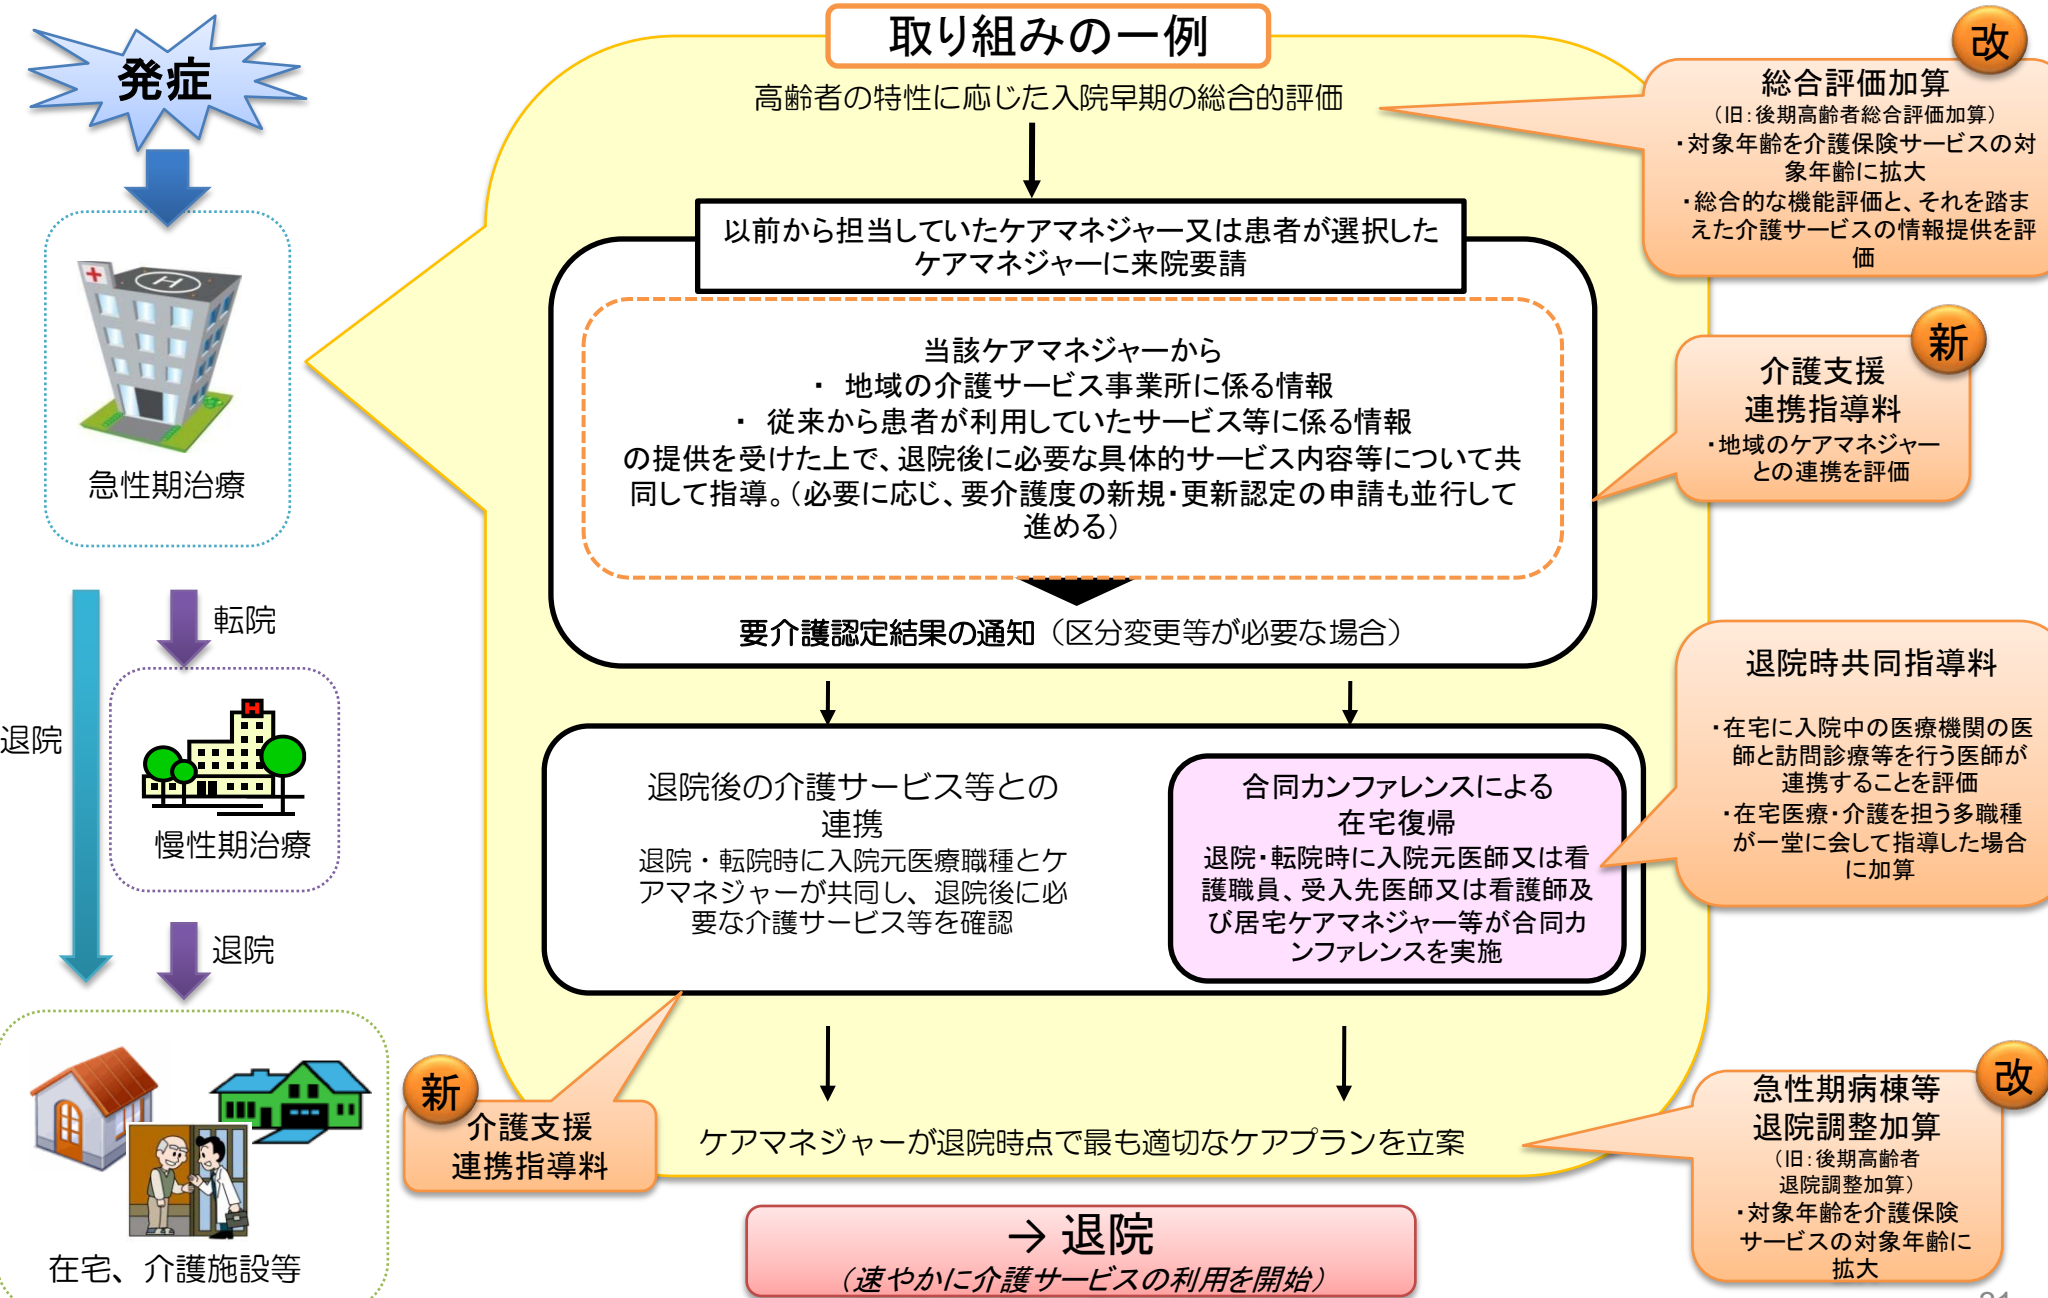 取り組みの一例
発症
高齢者の特性に応じた入院早期の総合的評価
改
総合評価加算
(旧:後期高齢者総合評価加算)
・対象年齢を介護保険サービスの対
象年齢に拡大
・総合的な機能評価と、それを踏ま
えた介護サービスの情報提供を評
価
以前から担当していたケアマネジャー又は患者が選択した
ケアマネジャーに来院要請
当該ケアマネジャーから
・ 地域の介護サービス事業所に係る情報
・ 従来から患者が利用していたサービス等に係る情報
の提供を受けた上で、退院後に必要な具体的サービス内容等について共
同して指導。(必要に応じ、要介護度の新規・更新認定の申請も並行して
進める)
要介護認定結果の通知(区分変更等が必要な場合)
新
介護支援
連携指導料
・地域のケアマネジャー
との連携を評価
H
急性期治療
転院
退院
H
慢性期治療
退院
在宅、介護施設等
退院後の介護サービス等との
連携
退院・転院時に入院元医療職種とケ
アマネジャーが共同し、退院後に必
要な介護サービス等を確認
合同カンファレンスによる
在宅復帰
退院・転院時に入院元医師又は看
護職員、受入先医師又は看護師及
び居宅ケアマネジャー等が合同カ
ンファレンスを実施
退院時共同指導料
・在宅に入院中の医療機関の医
師と訪問診療等を行う医師が
連携することを評価
・在宅医療・介護を担う多職種
が一堂に会して指導した場合
に加算
新
介護支援
連携指導料
ケアマネジャーが退院時点で最も適切なケアプランを立案
改
急性期病棟等
退院調整加算
(旧:後期高齢者
退院調整加算)
・対象年齢を介護保険
サービスの対象年齢に
拡大
→ 退院
(速やかに介護サービスの利用を開始)